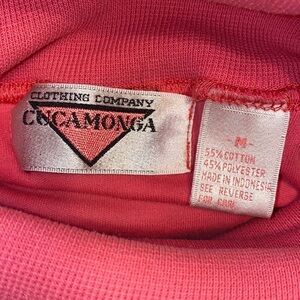 CLOTHING COMPANY
CUCAMONGA
- M -
55% COTTON
45% POLYESTER
MADE IN INDONESIA
SEE REVERSE
FOR CARE